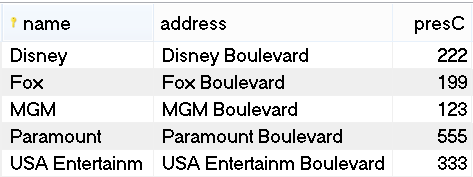 name address presC
Disney Disney Boulevard 222
Fox Fox Boulevard 199
MGM MGM Boulevard 123
Paramount Paramount Boulevard 555
USA Entertainm USA Entertainm Boulevard 333